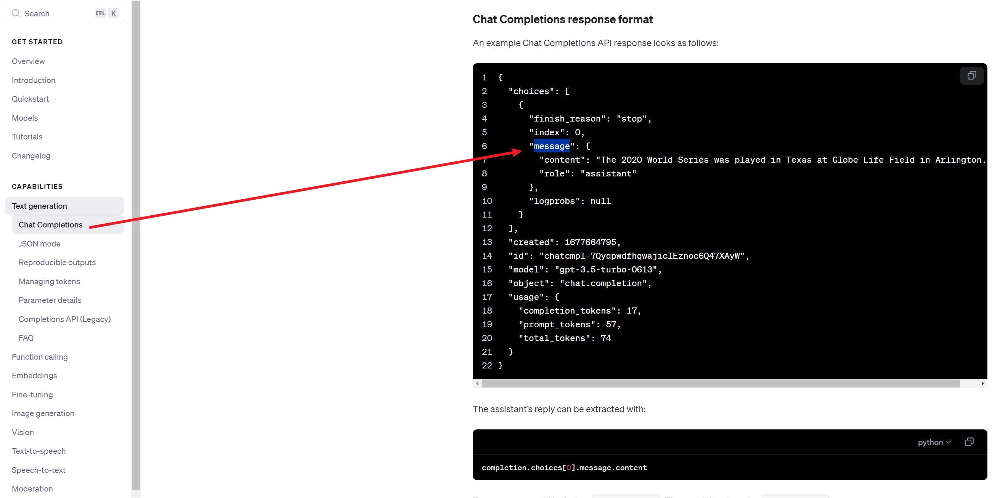 Search CTRL K
GET STARTED
Overview
Introduction
Quickstart
Models
Tutorials
Changelog
CAPABILITIES
Text generation
Chat Completions
JSON mode
Reproducible outputs
Managing tokens
Parameter details
Completions API (Legacy)
FAQ
Function calling
Embeddings
Fine-tuning
Image generation
Vision
Text-to-speech
Speech-to-text
Moderation
Chat Completions response format
An example Chat Completions API response looks as follows:
1 {
2 "choices": [
3 {
4 "finish_reason": "stop",
5 "index": 0,
6 "message": {
7 "content": "The 2020 World Series was played in Texas at Globe Life Field in Arlington.
8 "role": "assistant"
9 },
10 "logprobs": null
11 }
12 ],
13 "created": 1677664795,
14 "id": "chatcmpl-7QyqpwdfhqwajicIEznoc6Q47XAyW",
15 "model": "gpt-3.5-turbo-0613",
16 "object": "chat.completion",
17 "usage": {
18 "completion_tokens": 17,
19 "prompt_tokens": 57,
20 "total_tokens": 74
21 }
22 }
The assistant’s reply can be extracted with:
python
completion.choices[0].message.content